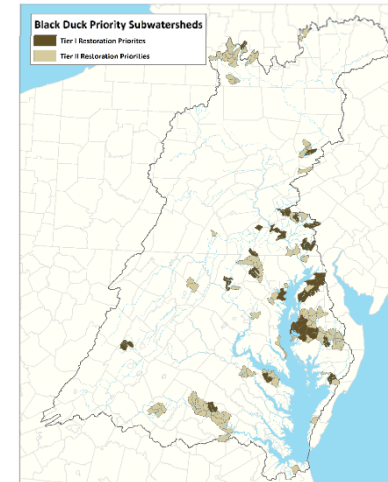 Black Duck Priority Subwatersheds
Tier I Restoration Priorites
Tier II Restoration Priorities